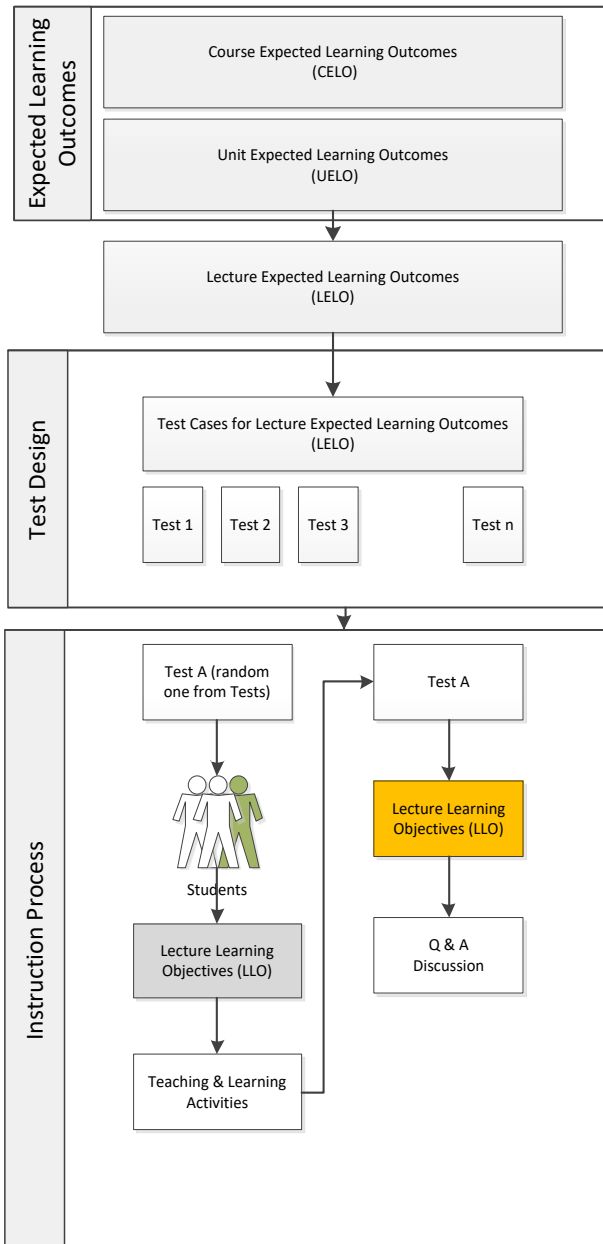 Expected Learning
Outcomes
Course Expected Learning Outcomes
(CELO)
Unit Expected Learning Outcomes
(UELO)
Lecture Expected Learning Outcomes
(LELO)
Test Design
Test Cases for Lecture Expected Learning Outcomes
(LELO)
Test 1
Test 2
Test 3
Test n
Instruction Process
Test A (random
one from Tests)
Students
Lecture Learning
Objectives (LLO)
Teaching & Learning
Activities
Test A
Lecture Learning
Objectives (LLO)
Q & A
Discussion